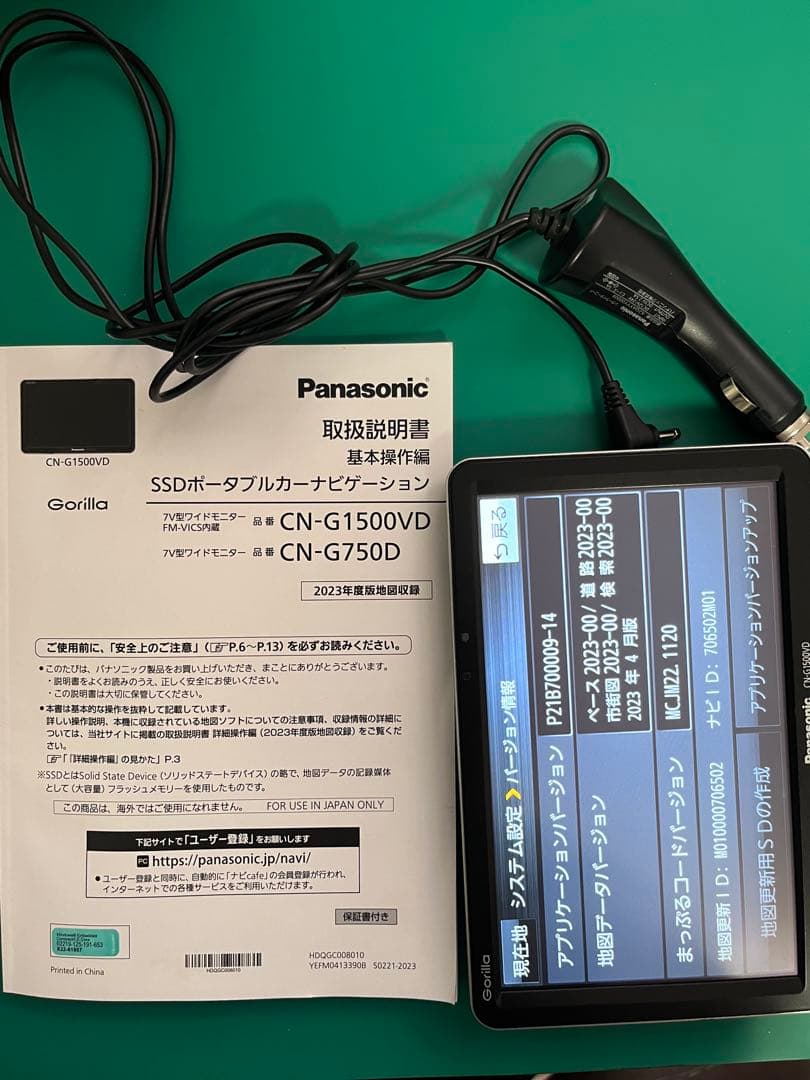 Panasonic
取扱説明書
基本操作編
SSDポータブルカーナビゲーション
CN-G1500VD
Gorilla
7V型ワイドモニター
FM-VICS内蔵
品番 CN-G1500VD
7V型ワイドモニター 品番 CN-G750D
2023年度版地図収録
ご使用前に、「安全上のご注意」(P.6~P.13)を必ずお読みください。
●このたびは、パナソニック製品をお買い上げいただき、まことにありがとうございます。
・説明書をよくお読みのうえ、正しく安全にお使いください。
・この説明書は大切に保管してください。
●本書は基本的な操作を抜粋して記載しています。
詳しい操作説明、本機に収録されている地図ソフトについての注意事項、収録情報の詳細に
ついては、当社サイトに掲載の取扱説明書 詳細操作編(2023年度版地図収録)をご覧くだ
さい。
「「詳細操作編」の見かた」P.3
※SSDとはSolid State Device(ソリッドステートデバイス)の略で、地図データの記録媒体
として(大容量)フラッシュメモリーを使用したものです。
この商品は、海外ではご使用になれません。 FOR USE IN JAPAN ONLY
下記サイトで「ユーザー登録」をお願いします
PC https://panasonic.jp/navi/
●ユーザー登録と同時に、自動的に「ナビcafe」の会員登録が行われ、
インターネットでの各種サービスをご利用いただけます。
保証書付き
Printed in China
HDQGC008010
HDQGC008010
YEFM0413390B S0221-2023
Panasonic
現在地 システム設定 > バージョン情報 戻る
アプリケーションバージョン P21B700009-14
地図データバージョン ベース 2023-00/ 道 路 2023-00
市街図 2023-00/ 検 索 2023-00
2023 年 4 月版
まっぷるコードバージョン MCJM22. 1120
地図更新ID: M010000706502 ナビID: 706502M01
地図更新用SDの作成 アプリケーションバージョンアップ
Gorilla
Panasonic CN-G1500VD